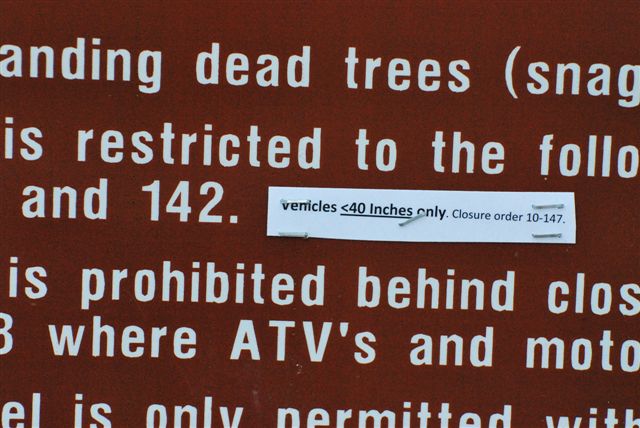 anding dead trees (snag
is restricted to the follo
and 142. Vehicles <40 Inches only. Closure order 10-147.
is prohibited behind clos
3 where ATV's and moto
el is only permitted with